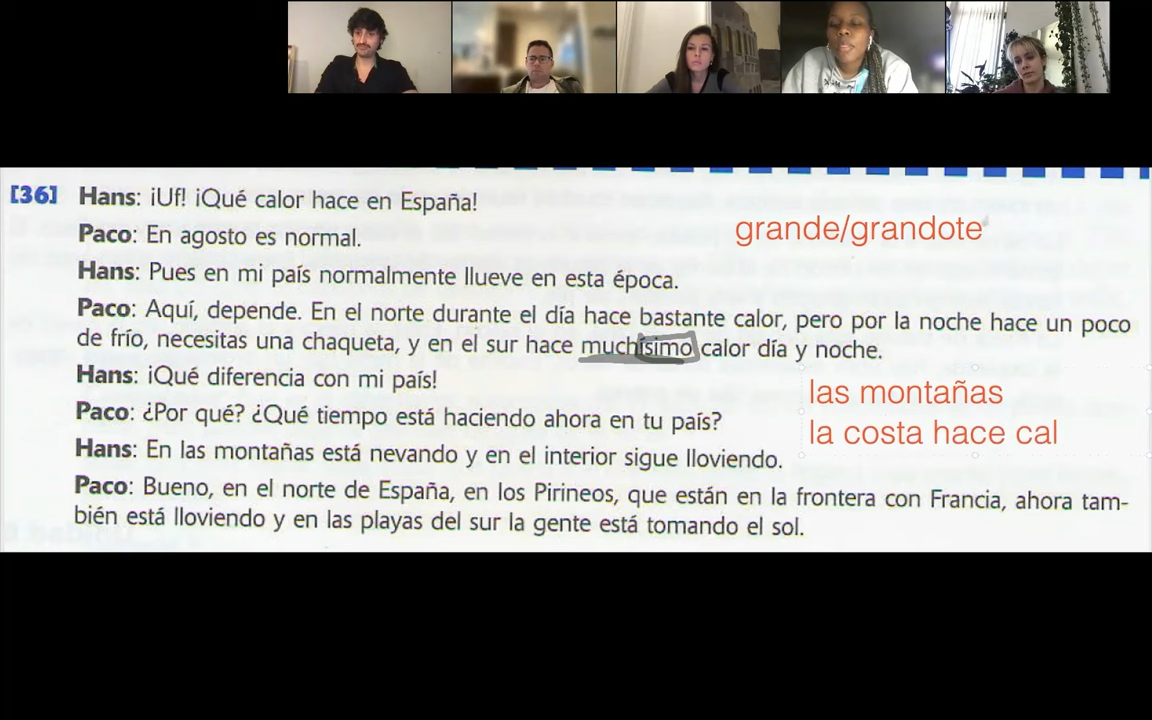 [36] Hans: ¡Uf! ¡Qué calor hace en España!
grande/grandote
Paco: En agosto es normal.
Hans: Pues en mi país normalmente llueve en esta época.
Paco: Aquí, depende. En el norte durante el día hace bastante calor, pero por la noche hace un poco
de frío, necesitas una chaqueta, y en el sur hace muchísimo calor día y noche.
Hans: ¡Qué diferencia con mi país!
las montañas
Paco: ¿Por qué? ¿Qué tiempo está haciendo ahora en tu país?
la costa hace cal
Hans: En las montañas está nevando y en el interior sigue lloviendo.
Paco: Bueno, en el norte de España, en los Pirineos, que están en la frontera con Francia, ahora tam-
bién está lloviendo y en las playas del sur la gente está tomando el sol.